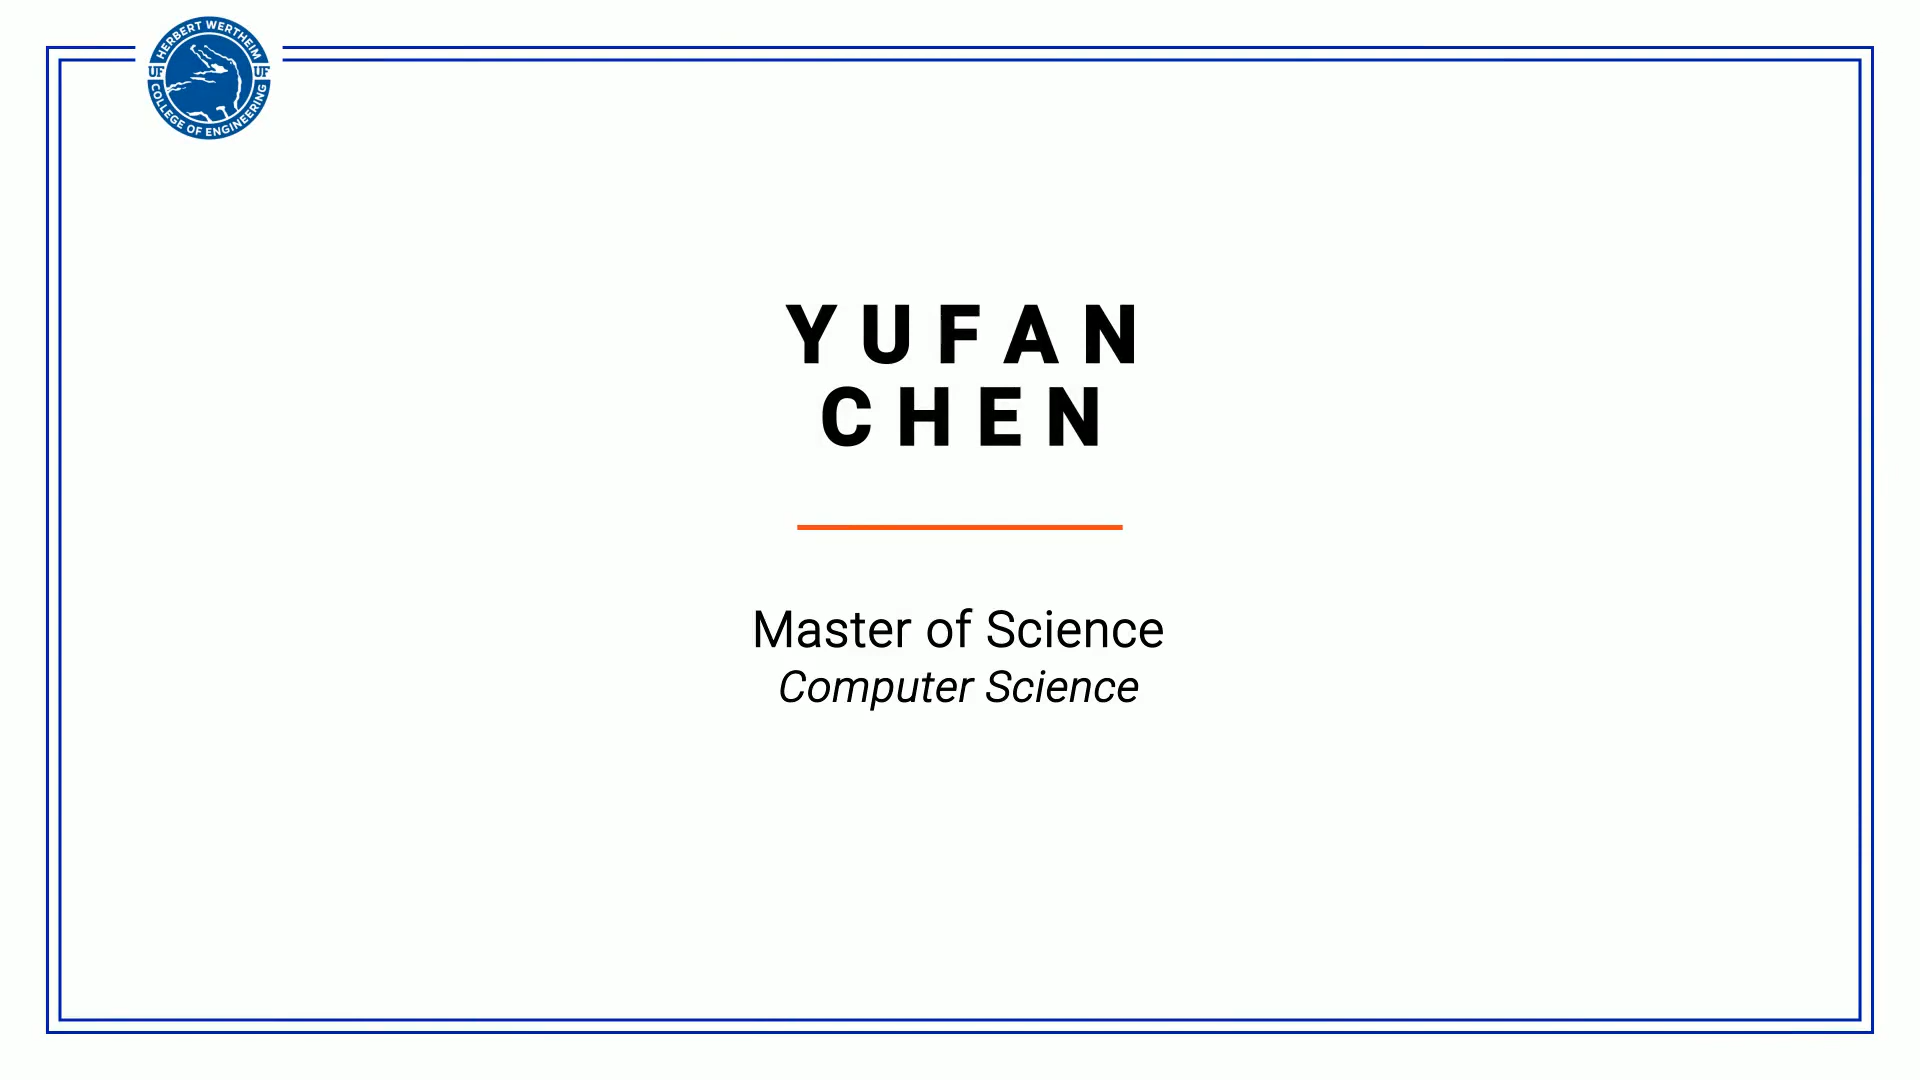 HERBERT WERTHEIM
UF UF
COLLEGE OF ENGINEERING
YUFAN
CHEN
Master of Science
Computer Science